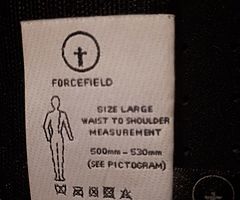 FORCEFIELD
SIZE LARGE
WAIST TO SHOULDER
MEASUREMENT
500mm - 530mm
(SEE PICTOGRAM)